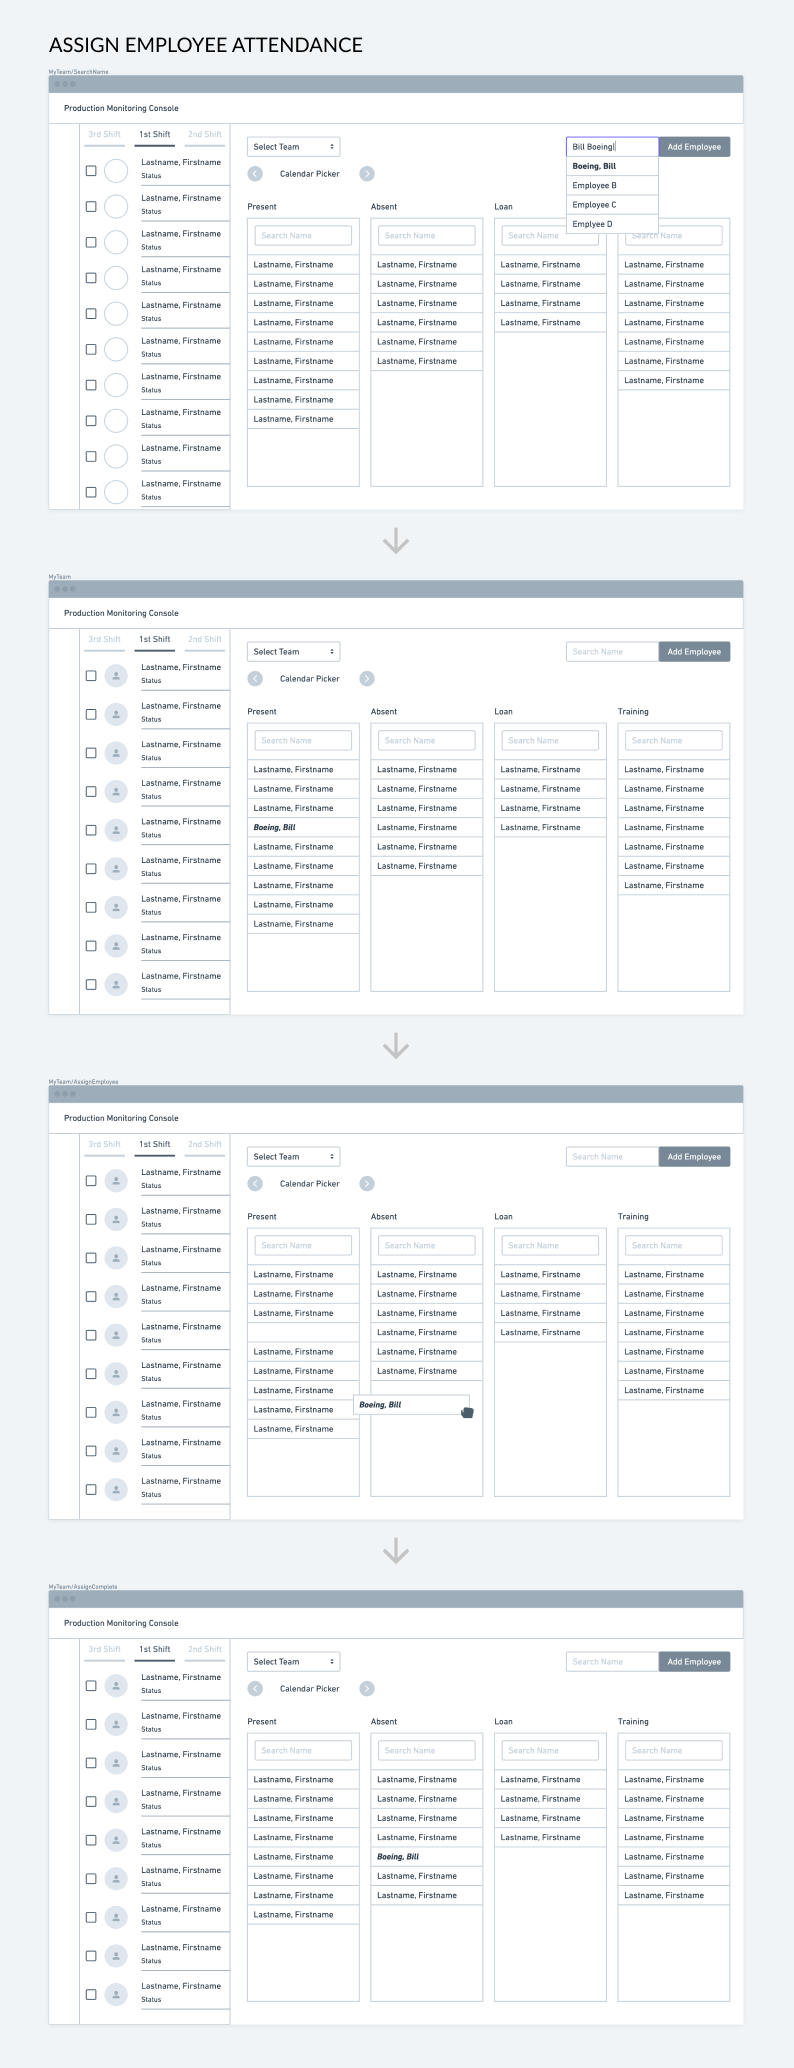 ASSIGN EMPLOYEE ATTENDANCE
MyTeam/SearchName
Production Monitoring Console
3rd Shift 1st Shift 2nd Shift
Lastname, Firstname
Status
Lastname, Firstname
Status
Lastname, Firstname
Status
Lastname, Firstname
Status
Lastname, Firstname
Status
Lastname, Firstname
Status
Lastname, Firstname
Status
Lastname, Firstname
Status
Lastname, Firstname
Status
Lastname, Firstname
Status
Select Team
Bill Boeing
Add Employee
Boeing, Bill
Employee B
Employee C
Emplyee D
Calendar Picker
Present
Search Name
Lastname, Firstname
Lastname, Firstname
Lastname, Firstname
Lastname, Firstname
Lastname, Firstname
Lastname, Firstname
Lastname, Firstname
Lastname, Firstname
Lastname, Firstname
Absent
Search Name
Lastname, Firstname
Lastname, Firstname
Lastname, Firstname
Lastname, Firstname
Lastname, Firstname
Lastname, Firstname
Loan
Search Name
Lastname, Firstname
Lastname, Firstname
Lastname, Firstname
Lastname, Firstname
Search Name
Lastname, Firstname
Lastname, Firstname
Lastname, Firstname
Lastname, Firstname
Lastname, Firstname
Lastname, Firstname
Lastname, Firstname
MyTeam
Production Monitoring Console
3rd Shift 1st Shift 2nd Shift
Lastname, Firstname
Status
Lastname, Firstname
Status
Lastname, Firstname
Status
Lastname, Firstname
Status
Lastname, Firstname
Status
Lastname, Firstname
Status
Lastname, Firstname
Status
Lastname, Firstname
Status
Lastname, Firstname
Status
Select Team
Search Name
Add Employee
Calendar Picker
Present
Search Name
Lastname, Firstname
Lastname, Firstname
Lastname, Firstname
Boeing, Bill
Lastname, Firstname
Lastname, Firstname
Lastname, Firstname
Lastname, Firstname
Lastname, Firstname
Absent
Search Name
Lastname, Firstname
Lastname, Firstname
Lastname, Firstname
Lastname, Firstname
Lastname, Firstname
Lastname, Firstname
Loan
Search Name
Lastname, Firstname
Lastname, Firstname
Lastname, Firstname
Lastname, Firstname
Training
Search Name
Lastname, Firstname
Lastname, Firstname
Lastname, Firstname
Lastname, Firstname
Lastname, Firstname
Lastname, Firstname
Lastname, Firstname
MyTeam/AssignEmployee
Production Monitoring Console
3rd Shift 1st Shift 2nd Shift
Lastname, Firstname
Status
Lastname, Firstname
Status
Lastname, Firstname
Status
Lastname, Firstname
Status
Lastname, Firstname
Status
Lastname, Firstname
Status
Lastname, Firstname
Status
Lastname, Firstname
Status
Lastname, Firstname
Status
Select Team
Search Name
Add Employee
Calendar Picker
Present
Search Name
Lastname, Firstname
Lastname, Firstname
Lastname, Firstname
Lastname, Firstname
Lastname, Firstname
Lastname, Firstname
Lastname, Firstname
Lastname, Firstname
Absent
Search Name
Lastname, Firstname
Lastname, Firstname
Lastname, Firstname
Lastname, Firstname
Lastname, Firstname
Lastname, Firstname
Boeing, Bill
Loan
Search Name
Lastname, Firstname
Lastname, Firstname
Lastname, Firstname
Lastname, Firstname
Training
Search Name
Lastname, Firstname
Lastname, Firstname
Lastname, Firstname
Lastname, Firstname
Lastname, Firstname
Lastname, Firstname
Lastname, Firstname
MyTeam/AssignComplete
Production Monitoring Console
3rd Shift 1st Shift 2nd Shift
Lastname, Firstname
Status
Lastname, Firstname
Status
Lastname, Firstname
Status
Lastname, Firstname
Status
Lastname, Firstname
Status
Lastname, Firstname
Status
Lastname, Firstname
Status
Lastname, Firstname
Status
Lastname, Firstname
Status
Select Team
Search Name
Add Employee
Calendar Picker
Present
Search Name
Lastname, Firstname
Lastname, Firstname
Lastname, Firstname
Lastname, Firstname
Lastname, Firstname
Lastname, Firstname
Lastname, Firstname
Lastname, Firstname
Absent
Search Name
Lastname, Firstname
Lastname, Firstname
Lastname, Firstname
Lastname, Firstname
Boeing, Bill
Lastname, Firstname
Lastname, Firstname
Loan
Search Name
Lastname, Firstname
Lastname, Firstname
Lastname, Firstname
Lastname, Firstname
Training
Search Name
Lastname, Firstname
Lastname, Firstname
Lastname, Firstname
Lastname, Firstname
Lastname, Firstname
Lastname, Firstname
Lastname, Firstname